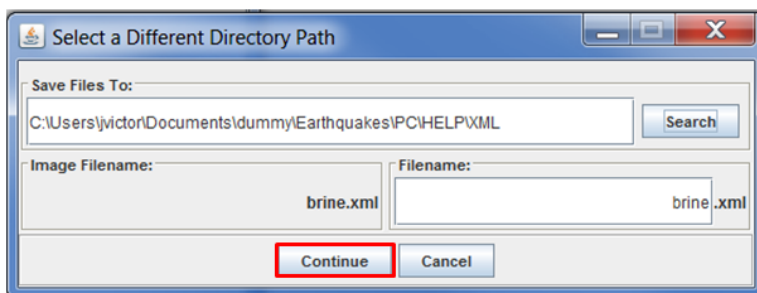 Select a Different Directory Path
Save Files To:
C:\Users\jvictor\Documents\dummy\Earthquakes\PC\HELP\XML
Search
Image Filename:
Filename:
brine.xml
brine .xml
Continue
Cancel